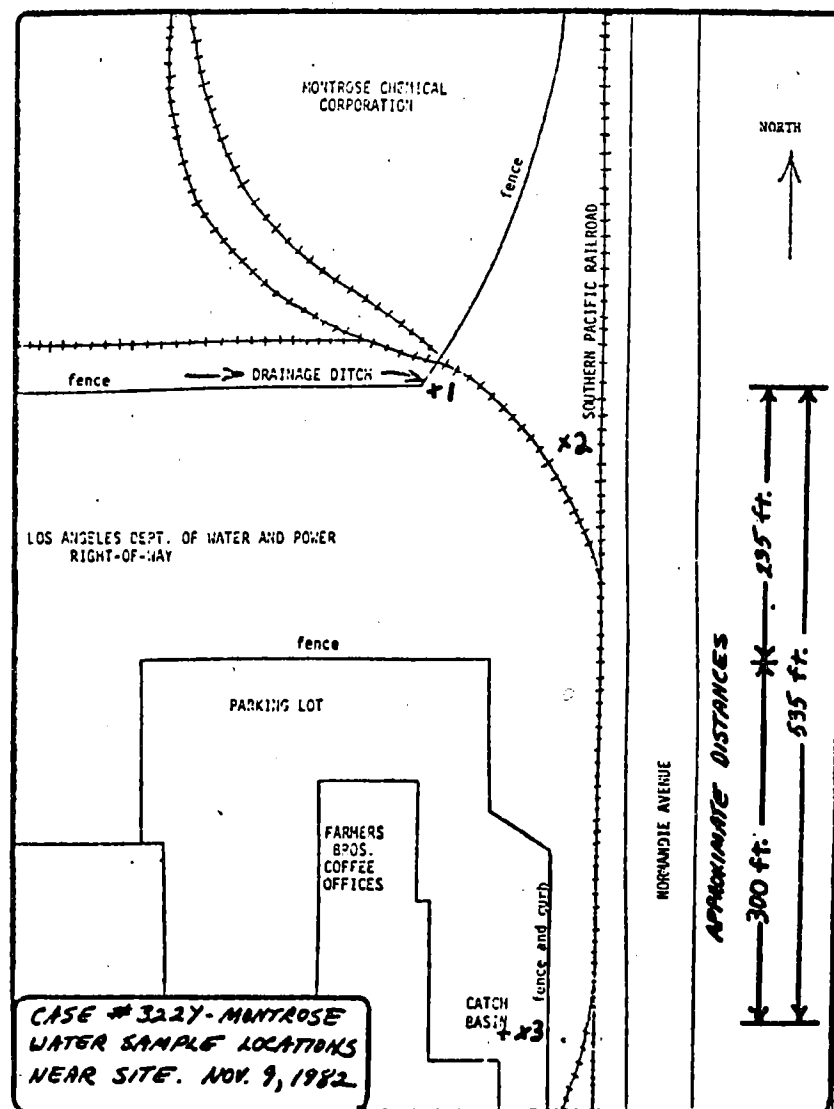 MONTROSE CHEMICAL
CORPORATION
NORTH
fence
SOUTHERN PACIFIC RAILROAD
fence
DRAINAGE DITCH
x1
x2
LOS ANGELES DEPT. OF WATER AND POWER
RIGHT-OF-WAY
235 ft.
535 ft.
300 ft.
APPROXIMATE DISTANCES
fence
PARKING LOT
NORMANDIE AVENUE
FARMERS
BROS.
COFFEE
OFFICES
fence and curb
CATCH
BASIN
x3
CASE #322Y-MONTROSE
WATER SAMPLE LOCATIONS
NEAR SITE. NOV. 9, 1982